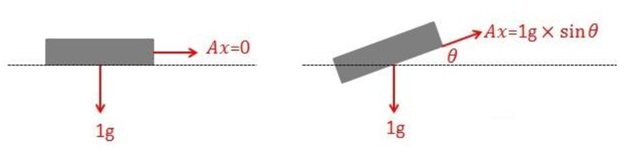 Ax=0
1g
Ax=1g× sinθ
θ
1g